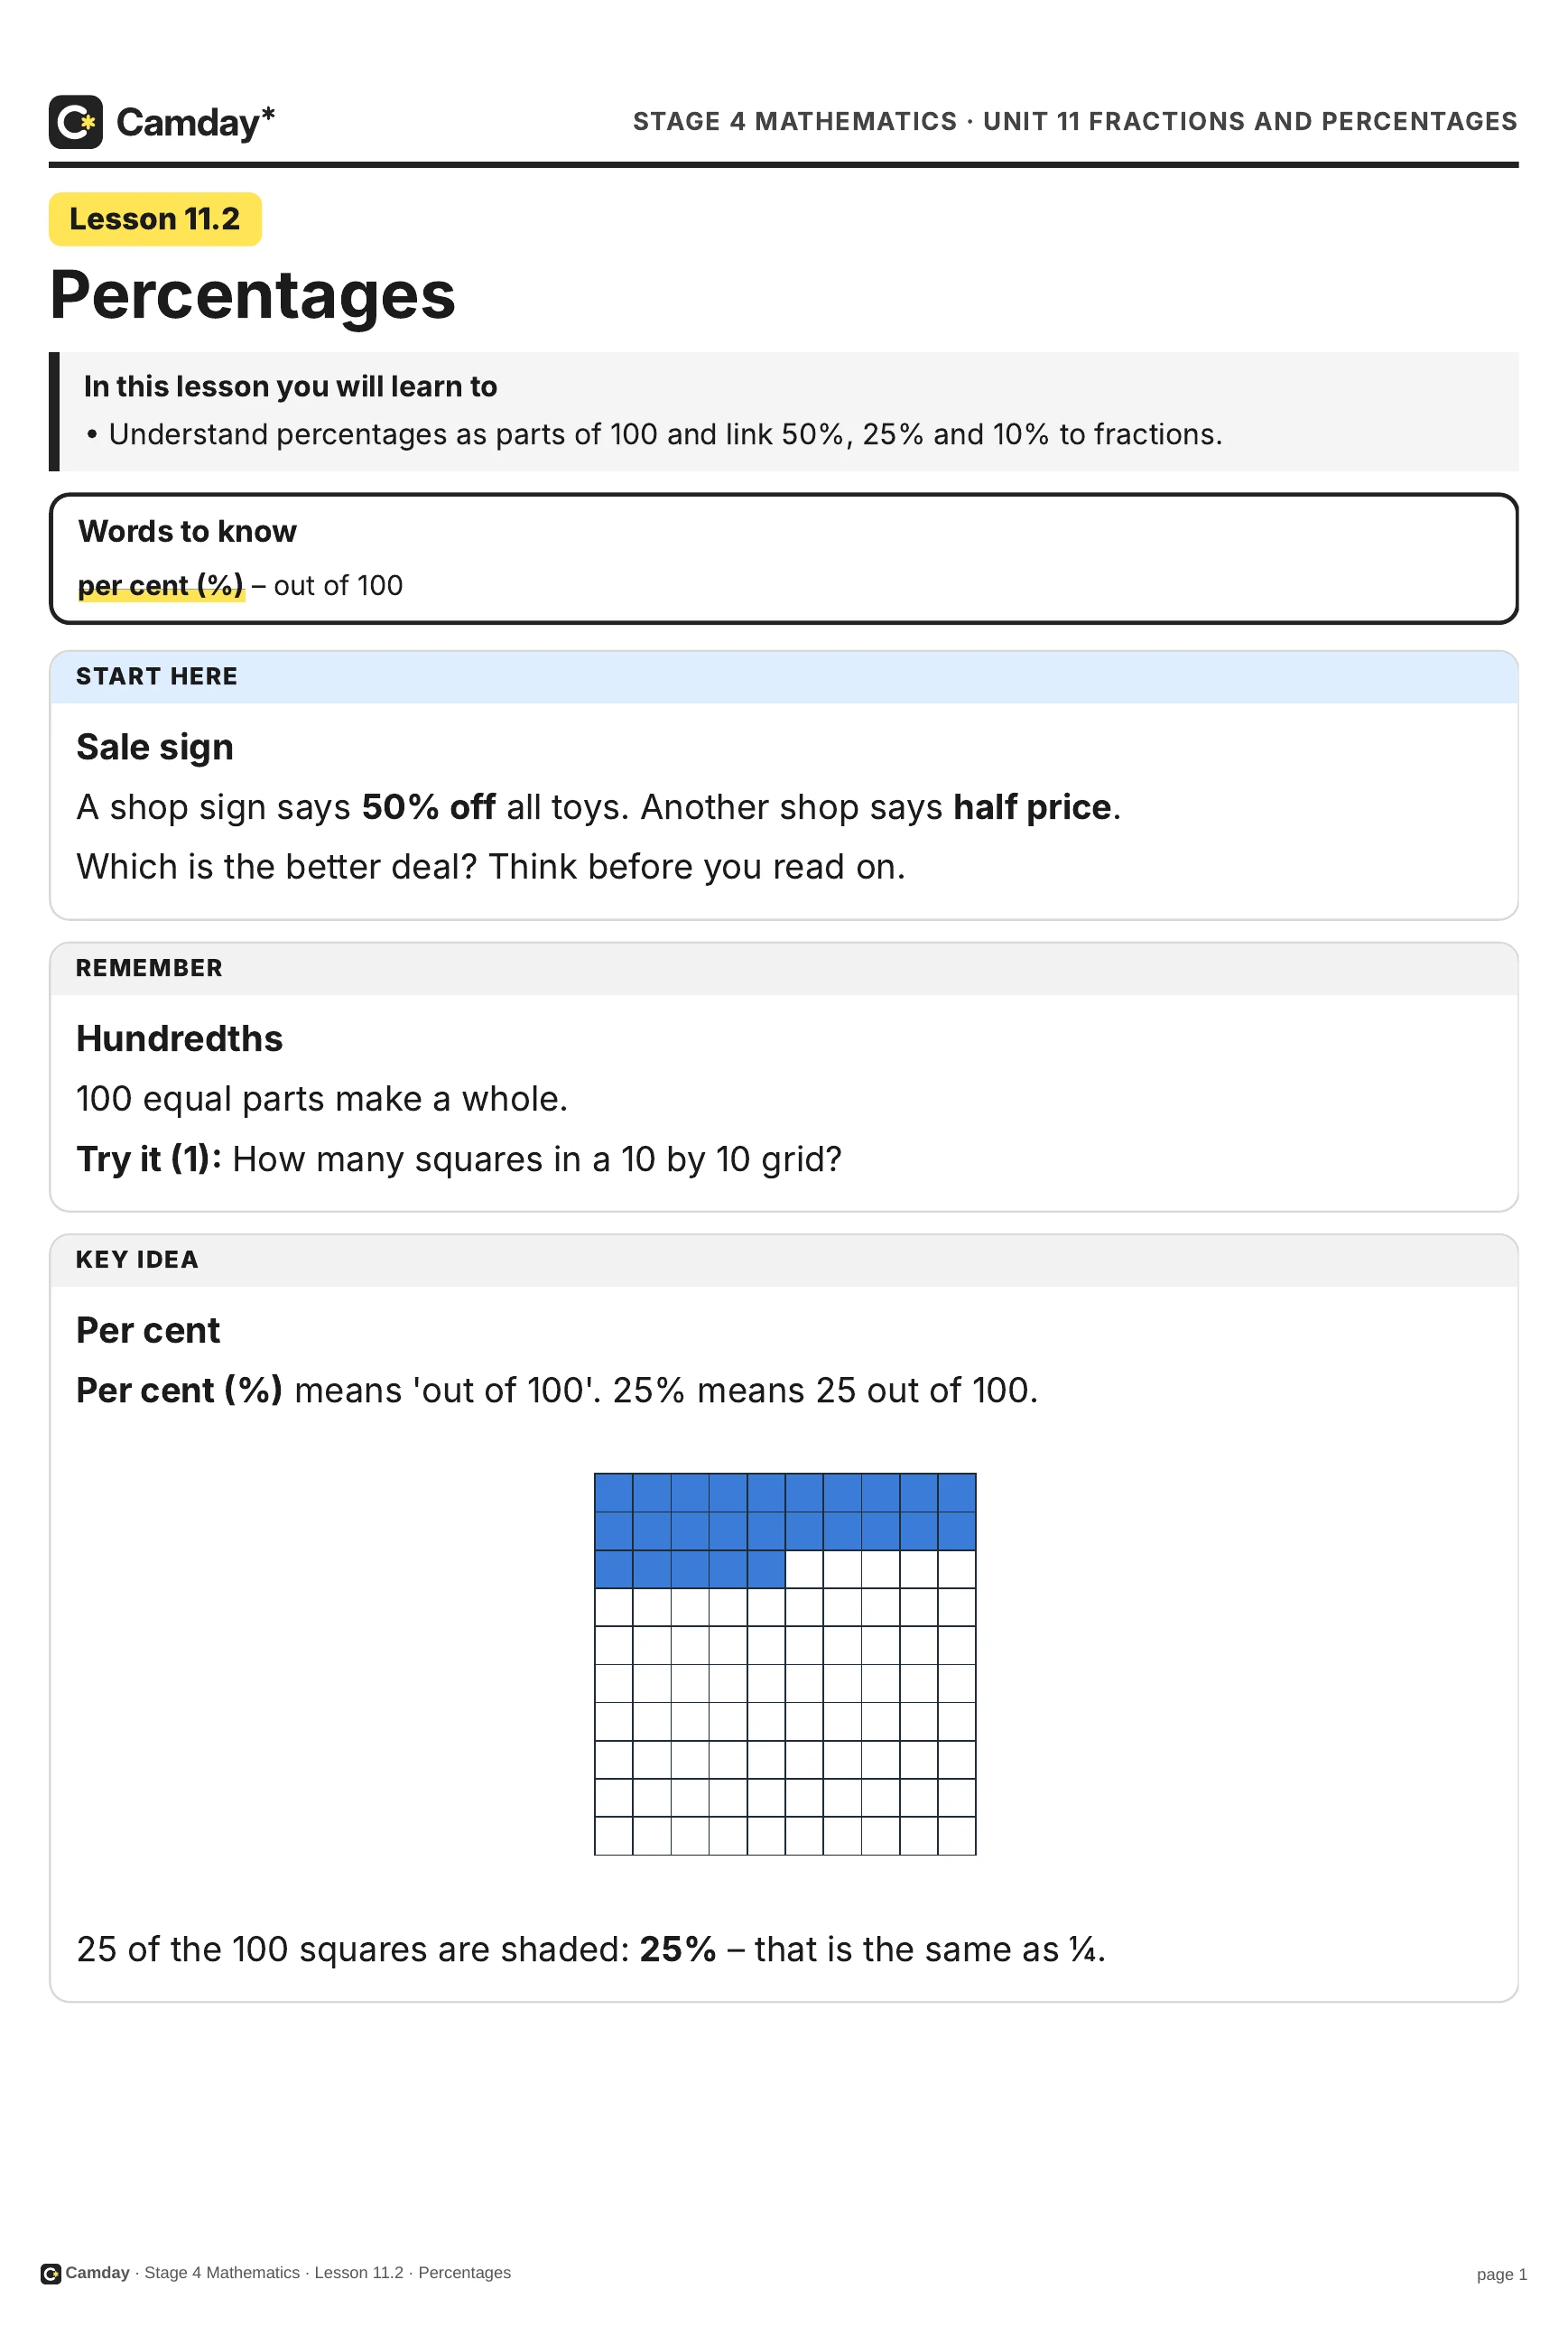 Camday*
STAGE 4 MATHEMATICS · UNIT 11 FRACTIONS AND PERCENTAGES
Lesson 11.2
Percentages
In this lesson you will learn to
• Understand percentages as parts of 100 and link 50%, 25% and 10% to fractions.
Words to know
per cent (%) – out of 100
START HERE
Sale sign
A shop sign says 50% off all toys. Another shop says half price.
Which is the better deal? Think before you read on.
REMEMBER
Hundredths
100 equal parts make a whole.
Try it (1): How many squares in a 10 by 10 grid?
KEY IDEA
Per cent
Per cent (%) means 'out of 100'. 25% means 25 out of 100.
25 of the 100 squares are shaded: 25% – that is the same as ¼.
Camday · Stage 4 Mathematics · Lesson 11.2 · Percentages
page 1